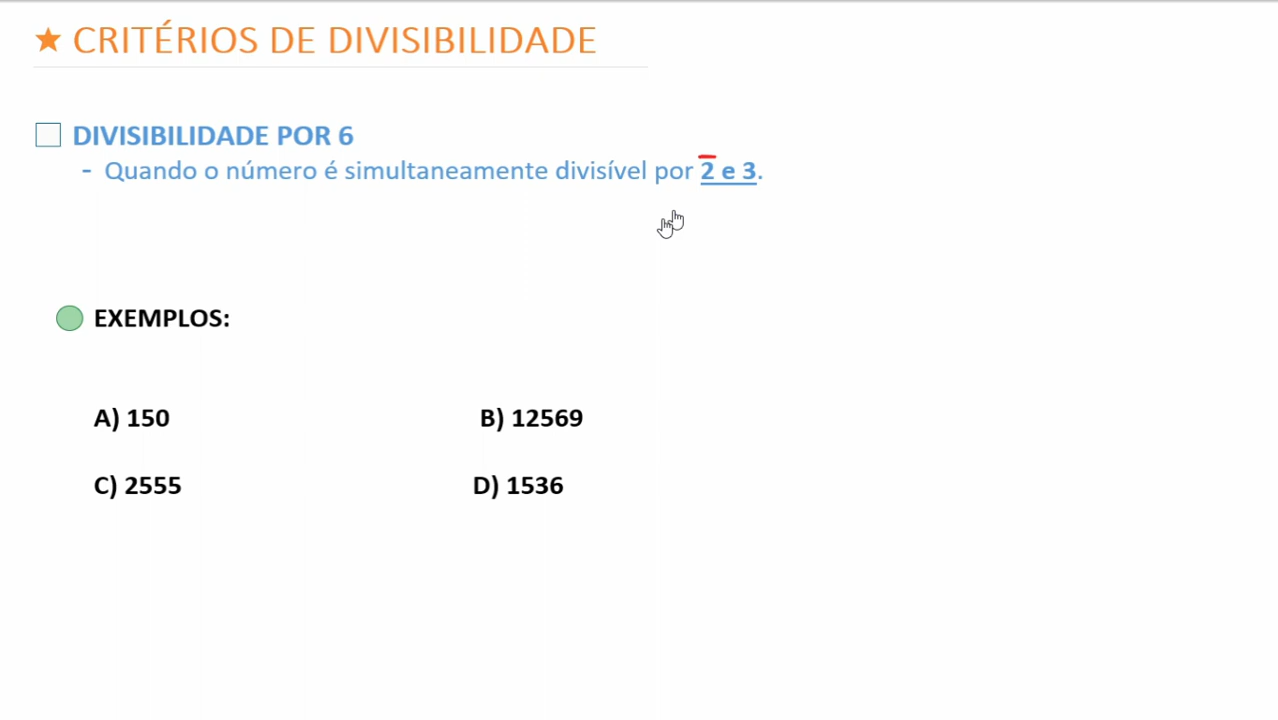 CRITÉRIOS DE DIVISIBILIDADE
DIVISIBILIDADE POR 6
- Quando o número é simultaneamente divisível por 2 e 3.
EXEMPLOS:
A) 150 B) 12569
C) 2555 D) 1536